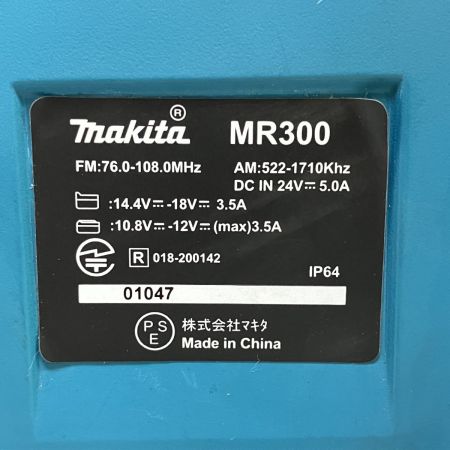 makita® MR300
FM:76.0-108.0MHz AM:522-1710Khz
DC IN 24V⎓ 5.0A
:14.4V⎓ -18V⎓ 3.5A
:10.8V⎓ -12V⎓ (max)3.5A
R 018-200142
IP64
01047
PSE 株式会社マキタ
Made in China